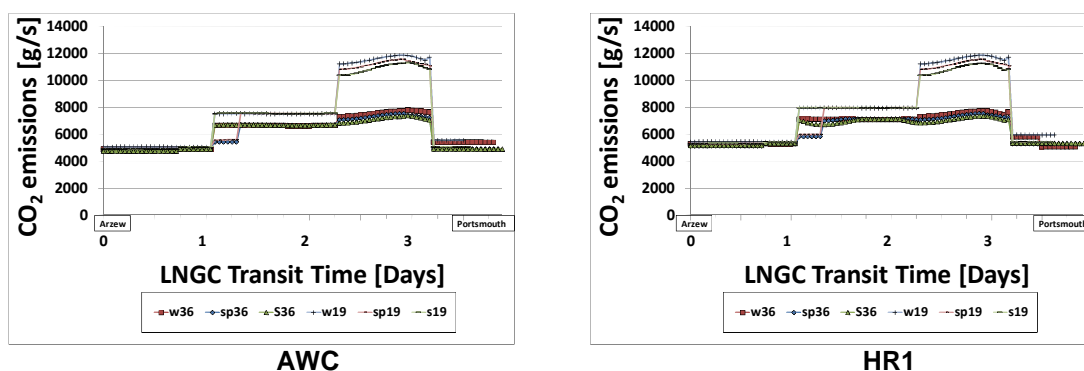 14000
12000
10000
8000
6000
4000
2000
0
CO2 emissions [g/s]
Arzew
Portsmouth
0 1 2 3
LNGC Transit Time [Days]
w36 sp36 S36 w19 sp19 s19
AWC
14000
12000
10000
8000
6000
4000
2000
0
CO2 emissions [g/s]
Arzew
Portsmouth
0 1 2 3
LNGC Transit Time [Days]
w36 sp36 S36 w19 sp19 s19
HR1